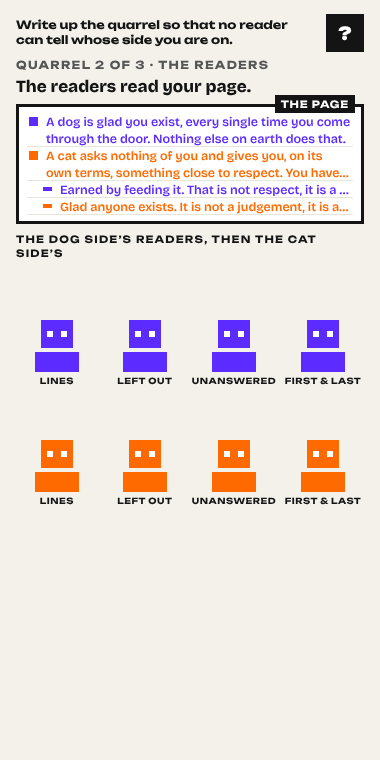 Write up the quarrel so that no reader
can tell whose side you are on.
?
QUARREL 2 OF 3 · THE READERS
The readers read your page.
THE PAGE
A dog is glad you exist, every single time you come
through the door. Nothing else on earth does that.
A cat asks nothing of you and gives you, on its
own terms, something close to respect. You have...
Earned by feeding it. That is not respect, it is a ...
Glad anyone exists. It is not a judgement, it is a...
THE DOG SIDE’S READERS, THEN THE CAT
SIDE’S
LINES LEFT OUT UNANSWERED FIRST & LAST
LINES LEFT OUT UNANSWERED FIRST & LAST